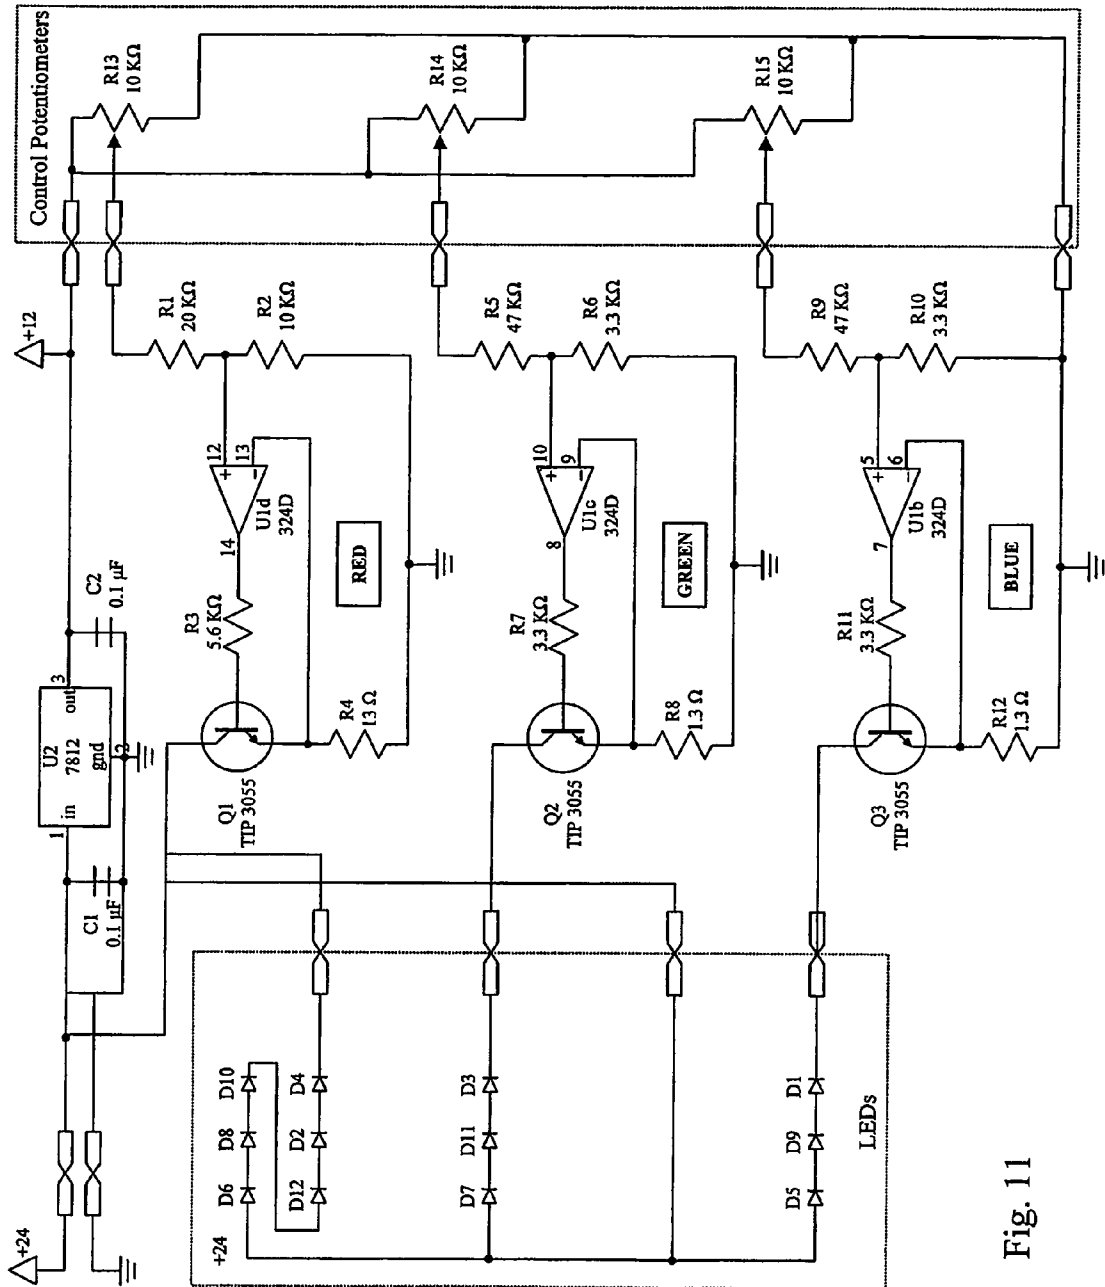 Control Potentiometers
R13
10 KΩ
R14
10 KΩ
R15
10 KΩ
+12
R1
20 KΩ
R2
10 KΩ
R5
47 KΩ
R6
3.3 KΩ
R9
47 KΩ
R10
3.3 KΩ
12
13
+
-
U1d
324D
14
10
9
+
-
U1c
324D
8
5
6
+
-
U1b
324D
7
RED
GREEN
BLUE
C2
0.1 µF
R3
5.6 KΩ
R7
3.3 KΩ
R11
3.3 KΩ
3
U2
out
7812
gnd
2
in
1
R4
13 Ω
R8
1.3 Ω
R12
1.3 Ω
Q1
TIP 3055
Q2
TIP 3055
Q3
TIP 3055
C1
0.1 µF
D10
D8
D6
D4
D2
D12
D3
D11
D7
D1
D9
D5
LEDs
+24
+24
Fig. 11